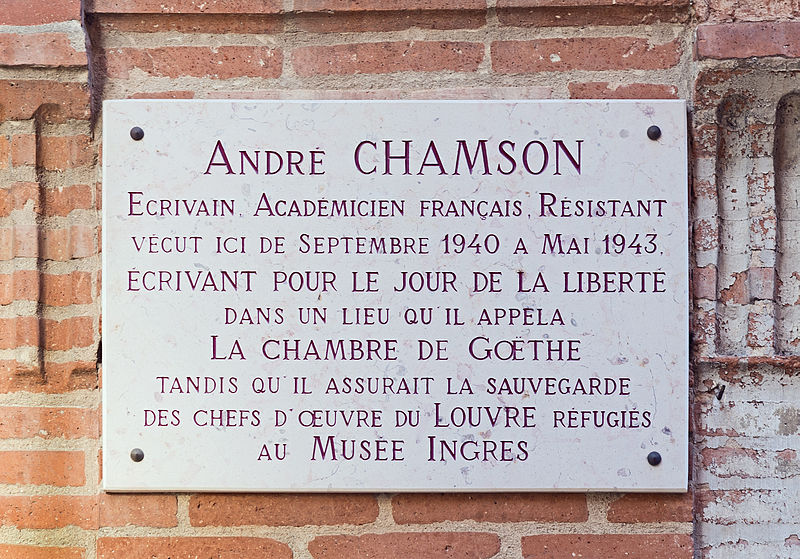 André CHAMSON
Ecrivain, Académicien français, Résistant
vécut ici de Septembre 1940 a Mai 1943,
écrivant pour le jour de la liberté
dans un lieu qu'il appela
La chambre de Gœthe
tandis qu'il assurait la sauvegarde
des chefs d'œuvre du Louvre réfugiés
au Musée Ingres